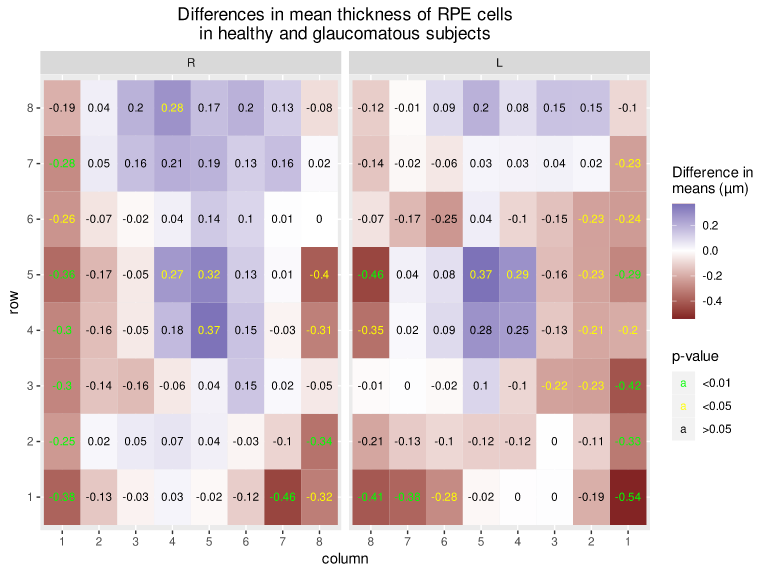 Differences in mean thickness of RPE cells
in healthy and glaucomatous subjects
R L
8 -0.19 0.04 0.2 0.28 0.17 0.2 0.13 -0.08 -0.12 -0.01 0.09 0.2 0.08 0.15 0.15 -0.1
7 -0.28 0.05 0.16 0.21 0.19 0.13 0.16 0.02 -0.14 -0.02 -0.06 0.03 0.03 0.04 0.02 -0.23
6 -0.26 -0.07 -0.02 0.04 0.14 0.1 0.01 0 -0.07 -0.17 -0.25 0.04 -0.1 -0.15 -0.23 -0.24
5 -0.17 -0.05 0.27 0.32 0.13 0.01 -0.4 -0.46 0.04 0.08 0.37 0.29 -0.16 -0.23
4 -0.16 -0.05 0.18 0.37 0.15 -0.03 -0.31 -0.35 0.02 0.09 0.28 0.25 -0.13 -0.21 -0.2
3 -0.14 -0.16 -0.06 0.04 0.15 0.02 -0.05 -0.01 0 -0.02 0.1 -0.1 -0.22 -0.23 -0.42
2 -0.25 0.02 0.05 0.07 0.04 -0.03 -0.1 -0.21 -0.13 -0.1 -0.12 -0.12 0 -0.11
1 -0.38 -0.13 -0.03 0.03 -0.02 -0.12 -0.46 -0.32 -0.41 -0.38 -0.28 -0.02 0 0 -0.19 -0.54
1 2 3 4 5 6 7 8 8 7 6 5 4 3 2 1
column
row
Difference in
means (µm)
0.2
0.0
-0.2
-0.4
p-value
a <0.01
a <0.05
a >0.05